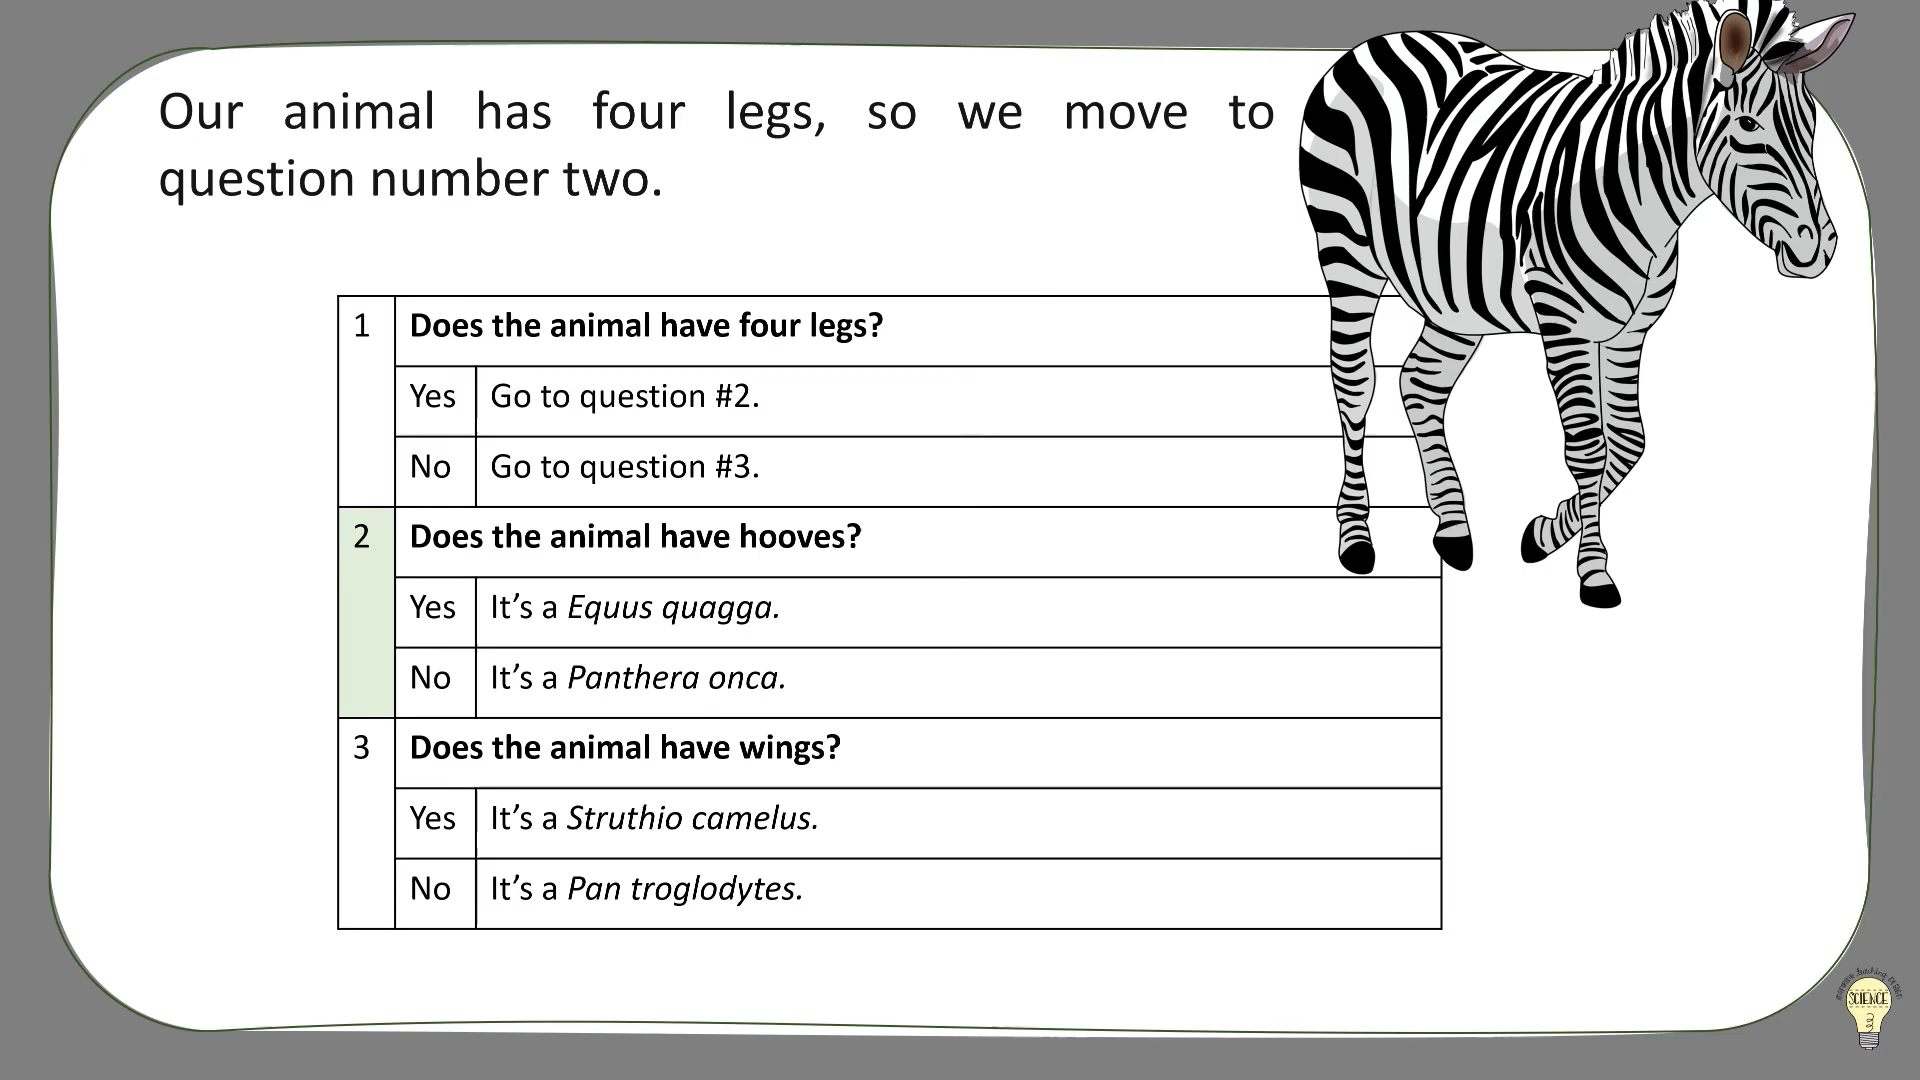 Our animal has four legs, so we move to
question number two.
1 Does the animal have four legs?
Yes Go to question #2.
No Go to question #3.
2 Does the animal have hooves?
Yes It’s a Equus quagga.
No It’s a Panthera onca.
3 Does the animal have wings?
Yes It’s a Struthio camelus.
No It’s a Pan troglodytes.
SCIENCE